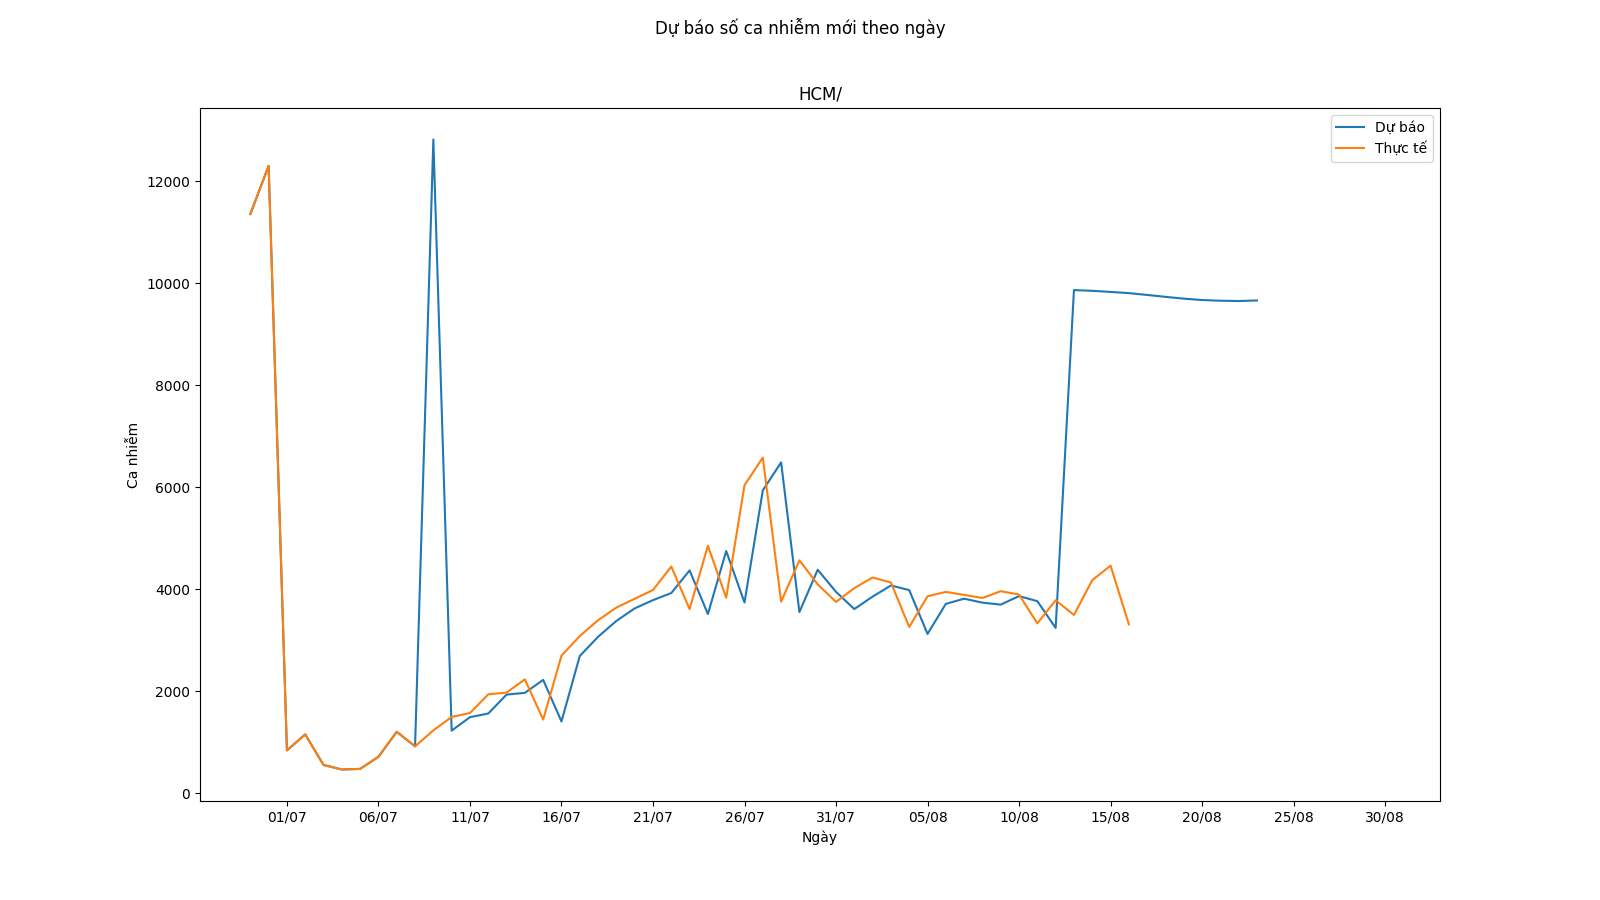 Dự báo số ca nhiễm mới theo ngày
HCM/
Dự báo
Thực tế
12000
10000
8000
6000
4000
2000
0
Ca nhiễm
01/07 06/07 11/07 16/07 21/07 26/07 31/07 05/08 10/08 15/08 20/08 25/08 30/08
Ngày